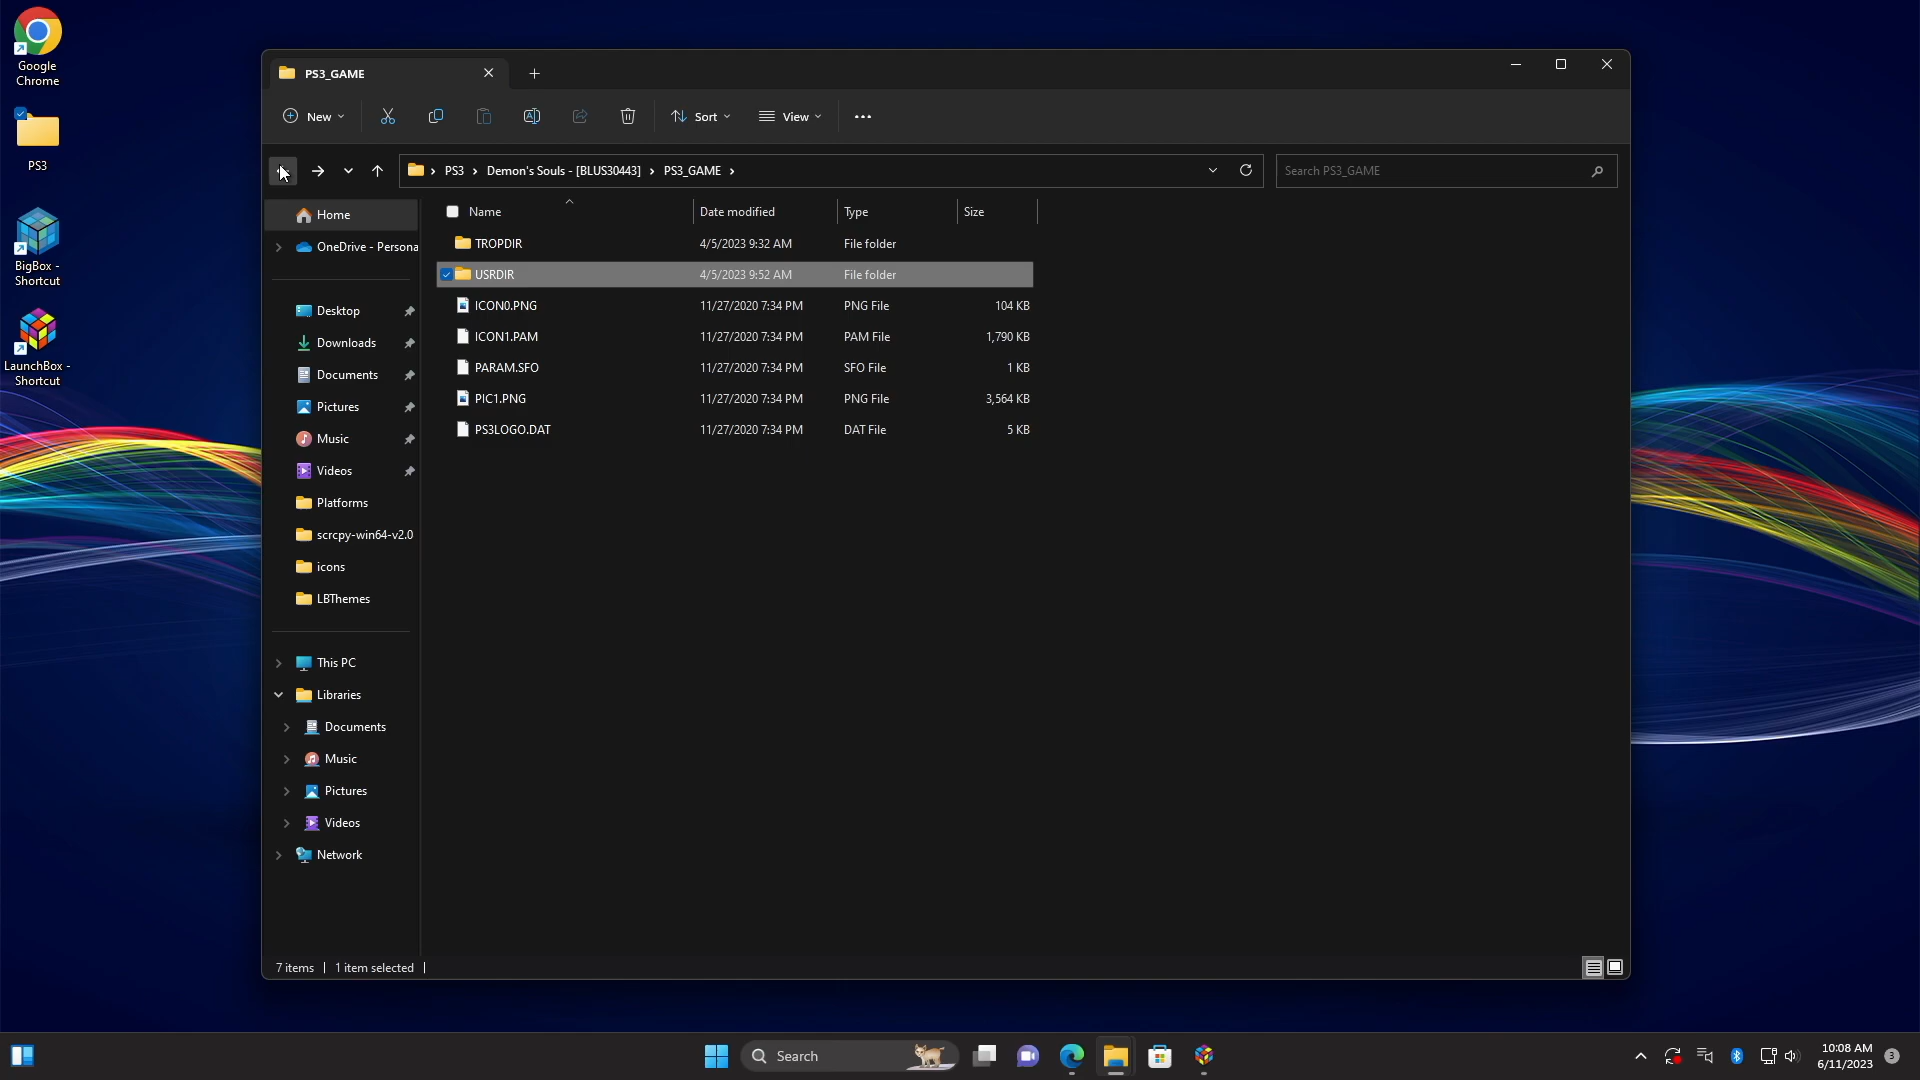 Google
Chrome
PS3
BigBox -
Shortcut
LaunchBox -
Shortcut
PS3_GAME
New
Sort
View
PS3
Demon's Souls - [BLUS30443]
PS3_GAME
Search PS3_GAME
Home
OneDrive - Persona
Desktop
Downloads
Documents
Pictures
Music
Videos
Platforms
scrcpy-win64-v2.0
icons
LBThemes
This PC
Libraries
Documents
Music
Pictures
Videos
Network
Name Date modified Type Size
TROPDIR 4/5/2023 9:32 AM File folder
USRDIR 4/5/2023 9:52 AM File folder
ICON0.PNG 11/27/2020 7:34 PM PNG File 104 KB
ICON1.PAM 11/27/2020 7:34 PM PAM File 1,790 KB
PARAM.SFO 11/27/2020 7:34 PM SFO File 1 KB
PIC1.PNG 11/27/2020 7:34 PM PNG File 3,564 KB
PS3LOGO.DAT 11/27/2020 7:34 PM DAT File 5 KB
7 items 1 item selected
Search
10:08 AM
6/11/2023
3